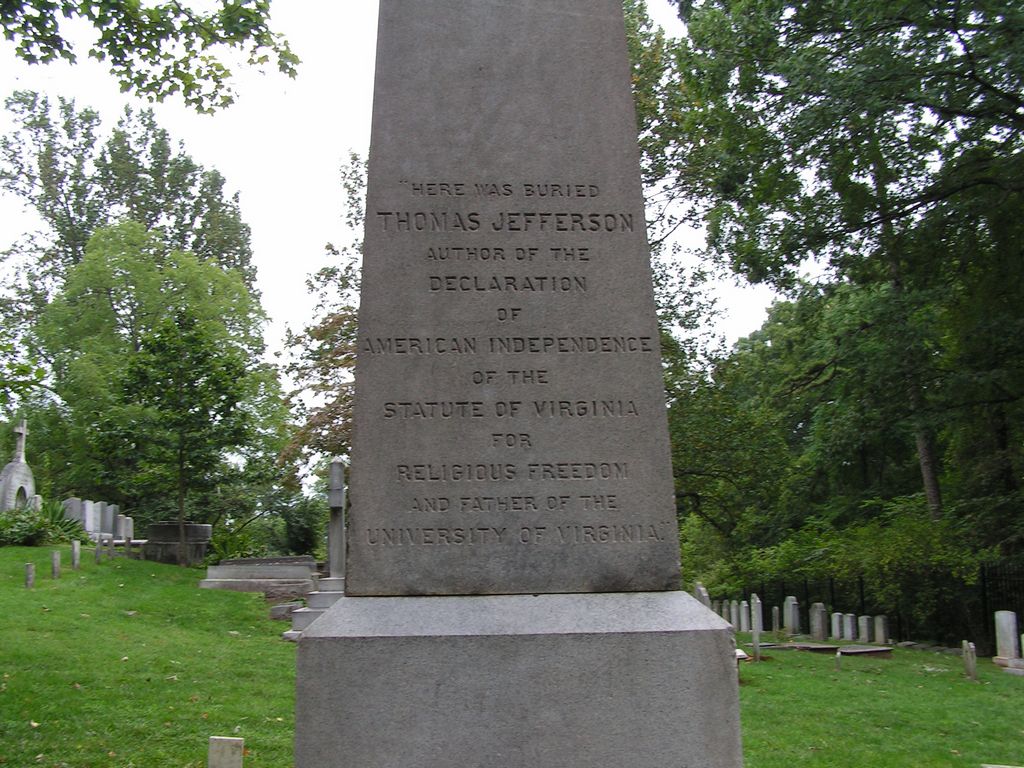 "HERE WAS BURIED
THOMAS JEFFERSON
AUTHOR OF THE
DECLARATION
OF
AMERICAN INDEPENDENCE
OF THE
STATUTE OF VIRGINIA
FOR
RELIGIOUS FREEDOM
AND FATHER OF THE
UNIVERSITY OF VIRGINIA."